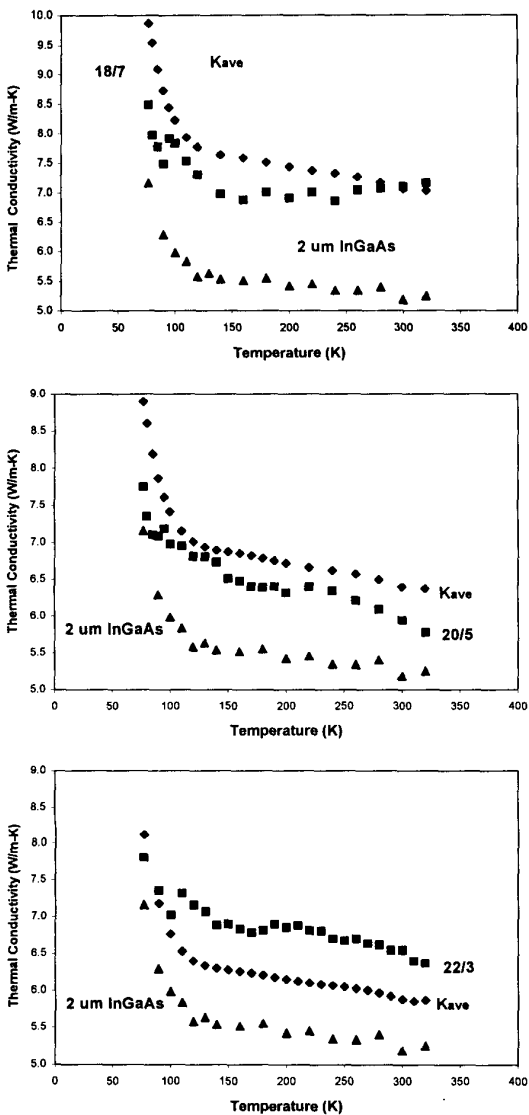 10.0
9.5
9.0
8.5
8.0
7.5
7.0
6.5
6.0
5.5
5.0
Thermal Conductivity (W/m-K)
18/7
Kave
2 um InGaAs
0 50 100 150 200 250 300 350 400
Temperature (K)
9.0
8.5
8.0
7.5
7.0
6.5
6.0
5.5
5.0
Thermal Conductivity (W/m-K)
Kave
20/5
2 um InGaAs
0 50 100 150 200 250 300 350 400
Temperature (K)
9.0
8.5
8.0
7.5
7.0
6.5
6.0
5.5
5.0
Thermal Conductivity (W/m-K)
22/3
Kave
2 um InGaAs
0 50 100 150 200 250 300 350 400
Temperature (K)